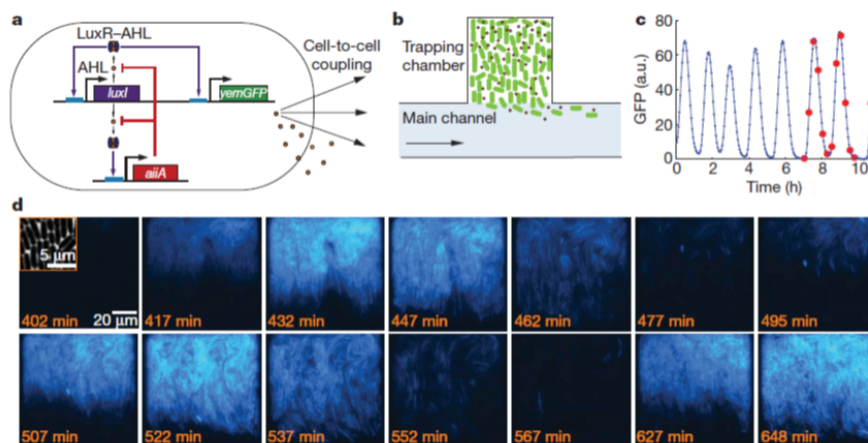 a
LuxR–AHL
AHL
luxI
yemGFP
aiiA
Cell-to-cell
coupling
b
Trapping
chamber
Main channel
c
GFP (a.u.)
80
60
40
20
0
0 2 4 6 8 10
Time (h)
d
5 μm
20 μm
402 min
417 min
432 min
447 min
462 min
477 min
495 min
507 min
522 min
537 min
552 min
567 min
627 min
648 min